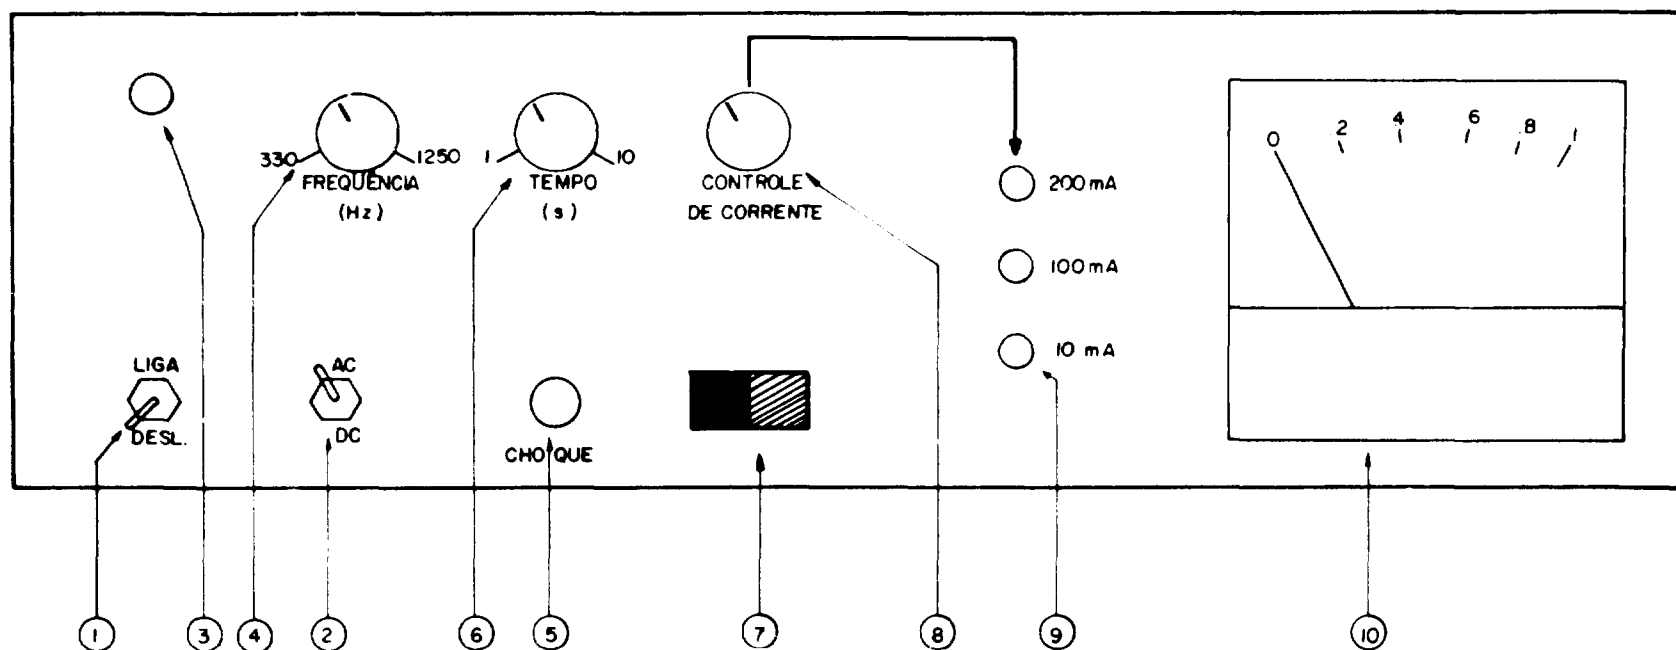 0 .2 4 6 .8 1
330 1250 1 10
FREQUÊNCIA TEMPO CONTROLE 200 mA
(Hz) (s) DE CORRENTE
100 mA
LIGA AC 10 mA
DESL. DC
CHOQUE
1 3 4 2 6 5 7 8 9 10